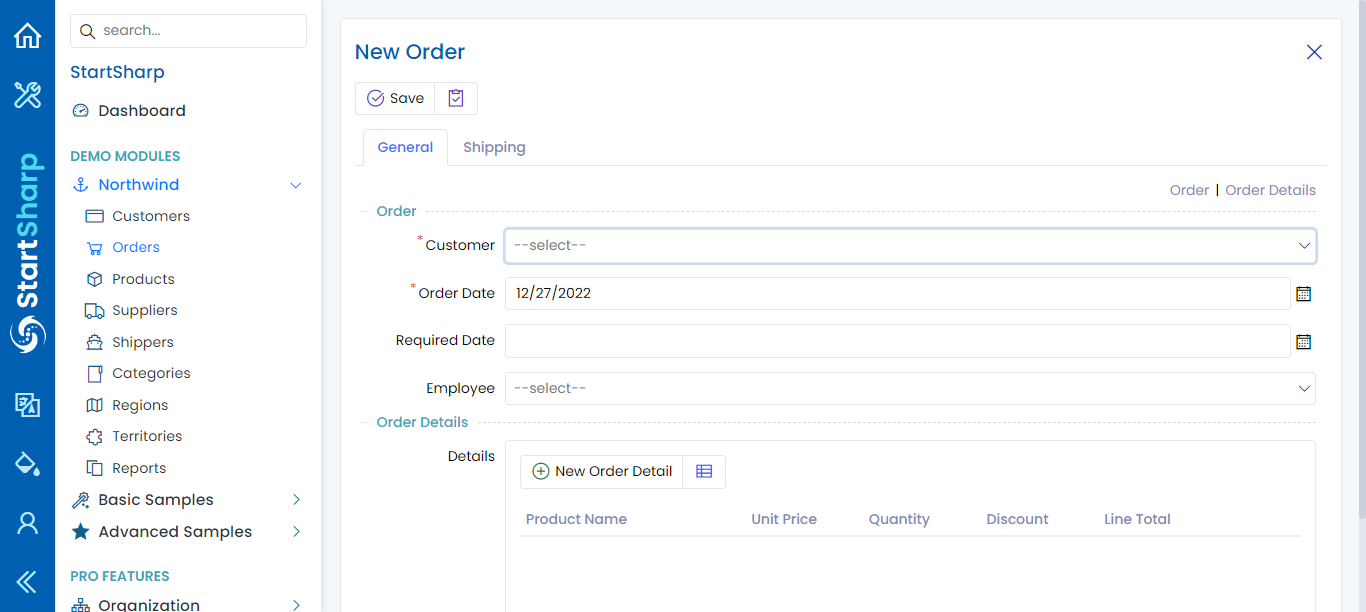 StartSharp
search...
StartSharp
Dashboard
DEMO MODULES
Northwind
Customers
Orders
Products
Suppliers
Shippers
Categories
Regions
Territories
Reports
Basic Samples
Advanced Samples
PRO FEATURES
Organization
New Order
Save
General Shipping
Order | Order Details
Order
* Customer --select--
* Order Date 12/27/2022
Required Date
Employee --select--
Order Details
Details
New Order Detail
Product Name Unit Price Quantity Discount Line Total